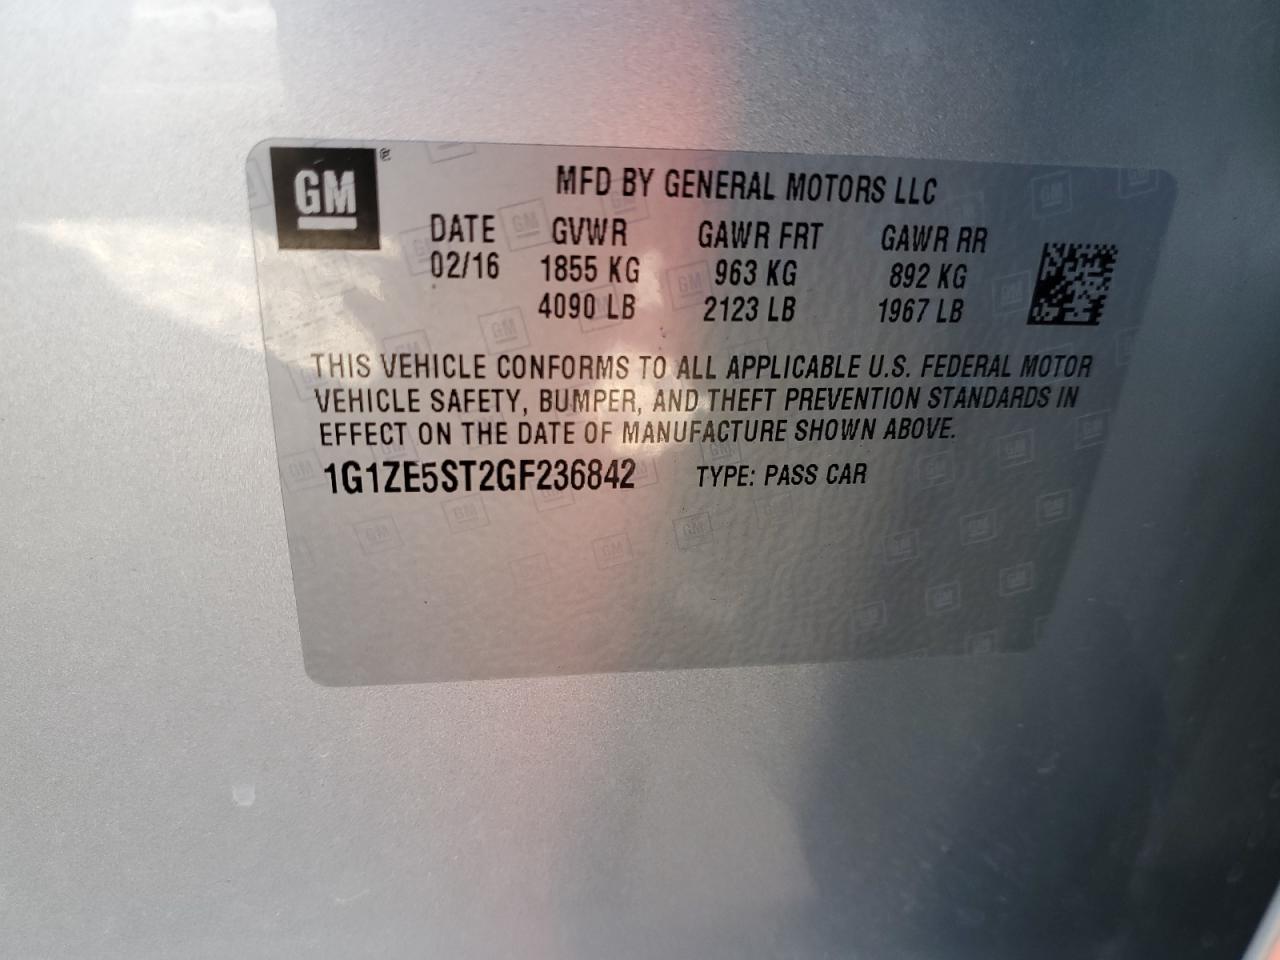 GM
MFD BY GENERAL MOTORS LLC
DATE GVWR GAWR FRT GAWR RR
02/16 1855 KG 963 KG 892 KG
4090 LB 2123 LB 1967 LB
THIS VEHICLE CONFORMS TO ALL APPLICABLE U.S. FEDERAL MOTOR
VEHICLE SAFETY, BUMPER, AND THEFT PREVENTION STANDARDS IN
EFFECT ON THE DATE OF MANUFACTURE SHOWN ABOVE.
1G1ZE5ST2GF236842 TYPE: PASS CAR